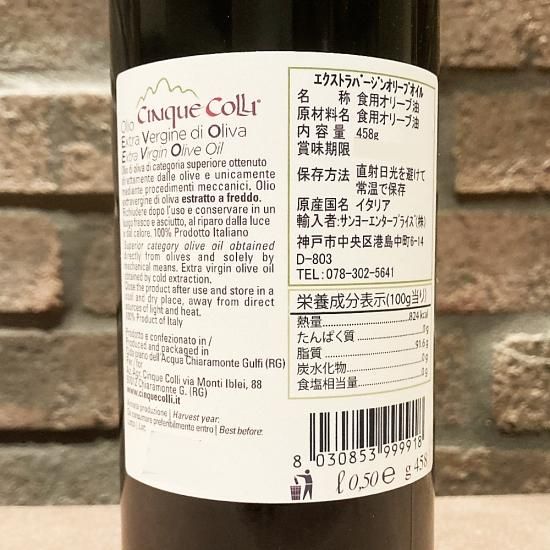 Cinque Colli
Olio
Extra Vergine di Oliva
Extra Virgin Olive Oil
Olio di oliva di categoria superiore ottenuto
direttamente dalle olive e unicamente
mediante procedimenti meccanici. Olio
extravergine di oliva estratto a freddo.
Richiudere dopo l'uso e conservare in un
luogo fresco e asciutto, al riparo dalla luce
e dal calore. 100% Prodotto Italiano
Superior category olive oil obtained
directly from olives and solely by
mechanical means. Extra virgin olive oil
obtained by cold extraction.
Close the product after use and store in a
cool and dry place, away from direct
sources of light and heat.
100% Product of Italy
Prodotto e confezionato in /
Produced and packaged in
piano dell'Acqua Chiaramonte Gulfi (RG)
Cinque Colli via Monti Iblei, 88
Chiaramonte G. (RG)
www.cinquecolli.it
produzione | Harvest year:
Da consumare preferibilmente entro | Best before:
エクストラバージンオリーブオイル
名称 食用オリーブ油
原材料名 食用オリーブ油
内容量 458g
賞味期限
保存方法 直射日光を避けて
常温で保存
原産国名 イタリア
輸入者:サンヨーエンタープライズ(株)
神戸市中央区港島中町6-14
D-803
TEL:078-302-5641
栄養成分表示(100g当り)
熱量 824kcal
たんぱく質 0g
脂質 91.6g
炭水化物 0g
食塩相当量 0g
8 030853 999918
l 0,50 e g 458